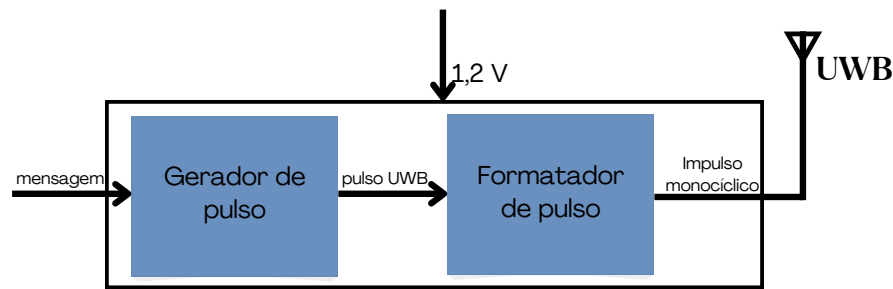 1,2 V
UWB
mensagem
Gerador de
pulso
pulso UWB
Formatador
de pulso
Impulso
monocíclico